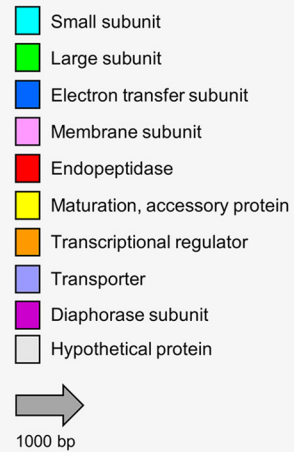 Small subunit
Large subunit
Electron transfer subunit
Membrane subunit
Endopeptidase
Maturation, accessory protein
Transcriptional regulator
Transporter
Diaphorase subunit
Hypothetical protein
1000 bp